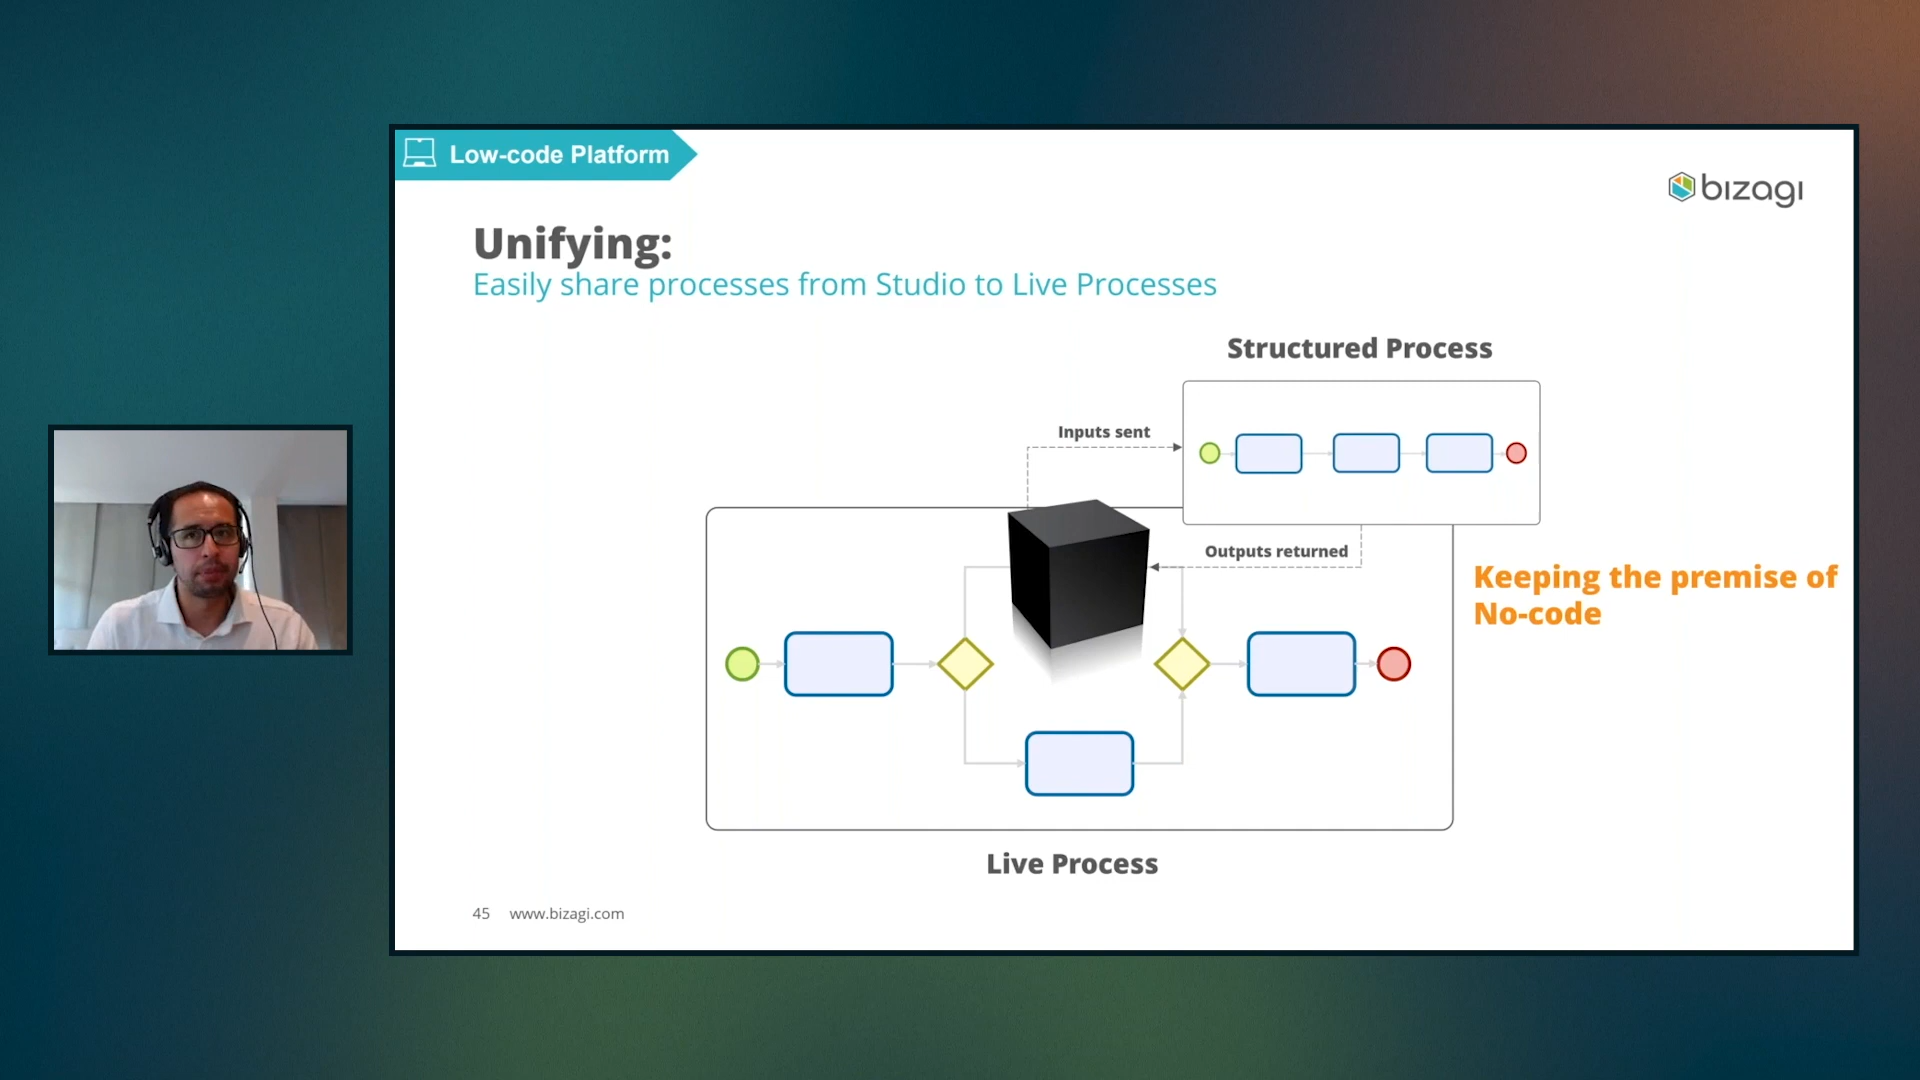 Low-code Platform
bizagi
Unifying:
Easily share processes from Studio to Live Processes
Structured Process
Inputs sent
Outputs returned
Keeping the premise of
No-code
Live Process
45 www.bizagi.com